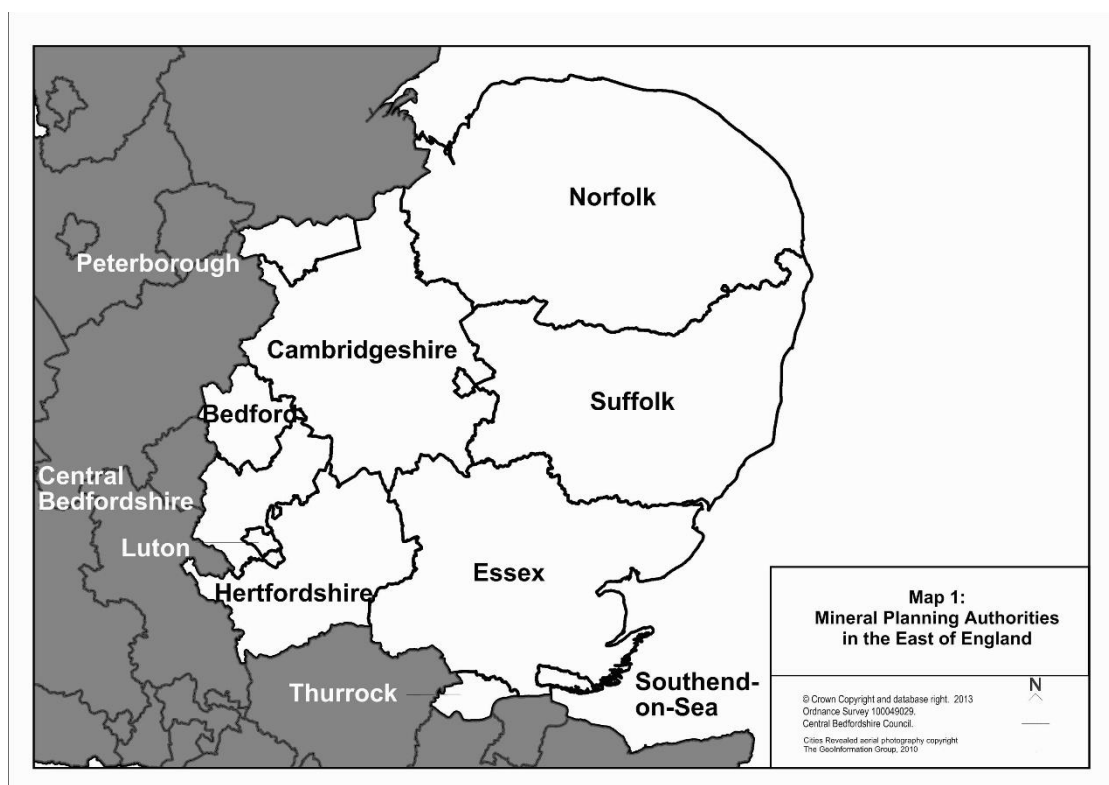 Norfolk
Peterborough
Cambridgeshire
Suffolk
Bedford
Central
Bedfordshire
Luton
Essex
Hertfordshire
Thurrock
Southend-
on-Sea
Map 1:
Mineral Planning Authorities
in the East of England
© Crown Copyright and database right. 2013
Ordnance Survey 100049029.
Central Bedfordshire Council.
Cities Revealed aerial photography copyright
The GeoInformation Group, 2010
N